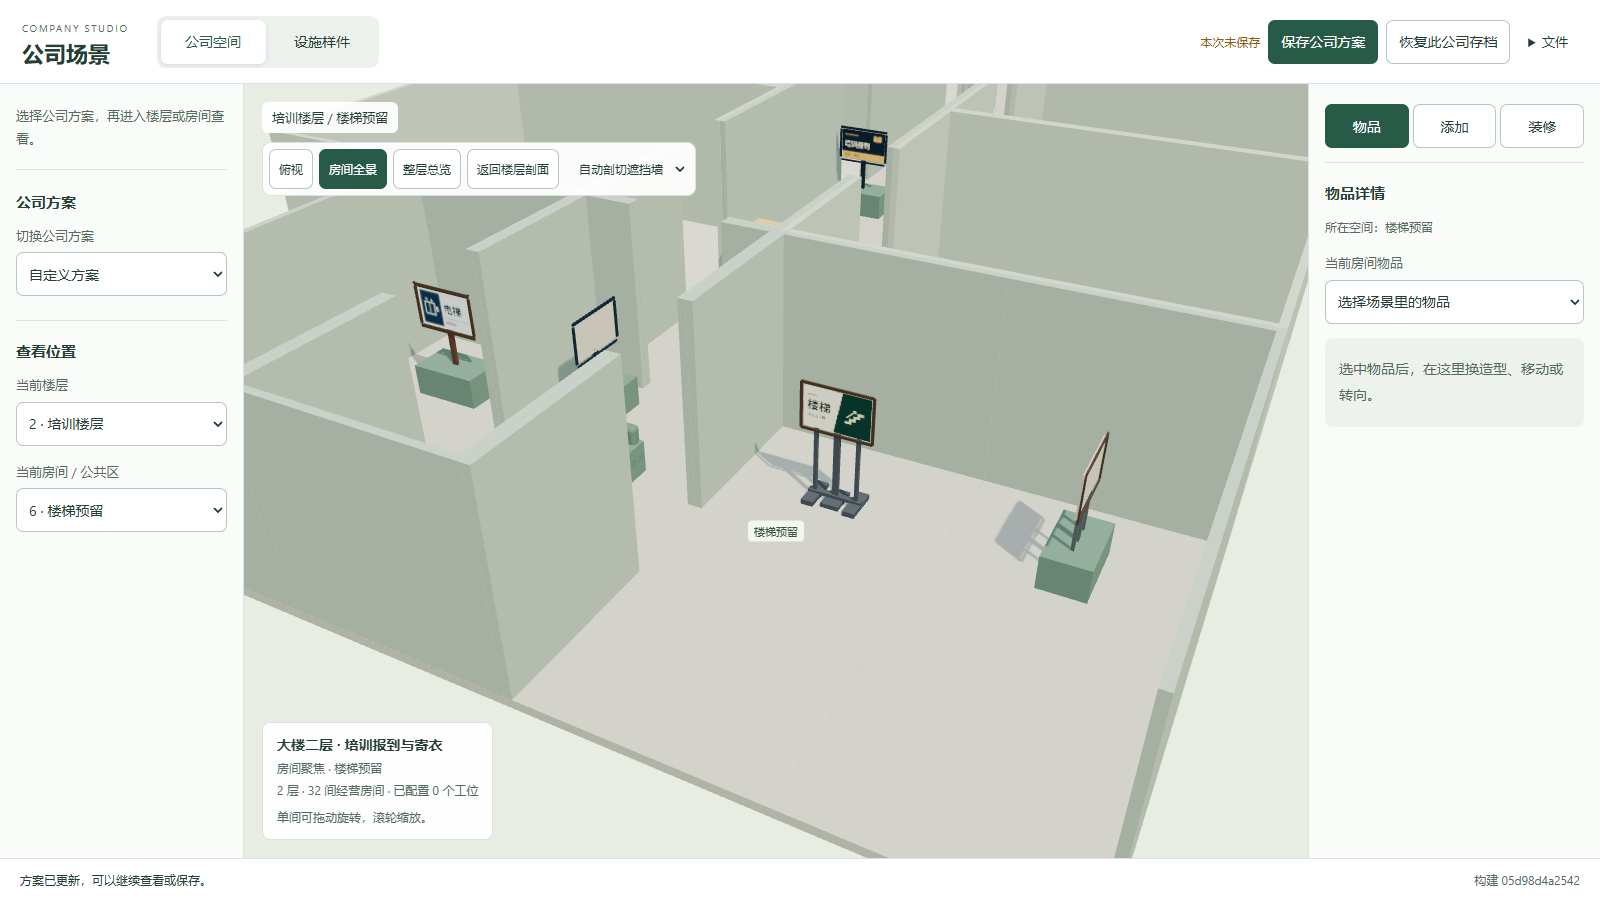 COMPANY STUDIO
公司场景
公司空间
设施样件
本次未保存
保存公司方案
恢复此公司存档
▶ 文件
选择公司方案，再进入楼层或房间查看。
公司方案
切换公司方案
自定义方案
查看位置
当前楼层
2 · 培训楼层
当前房间 / 公共区
6 · 楼梯预留
培训楼层 / 楼梯预留
俯视
房间全景
整层总览
返回楼层剖面
自动剖切遮挡墙
电梯
楼梯
楼梯预留
大楼二层 · 培训报到与寄衣
房间聚焦 · 楼梯预留
2 层 · 32 间经营房间 · 已配置 0 个工位
单间可拖动旋转，滚轮缩放。
物品
添加
装修
物品详情
所在空间：楼梯预留
当前房间物品
选择场景里的物品
选中物品后，在这里换造型、移动或转向。
方案已更新，可以继续查看或保存。
构建 05d98d4a2542